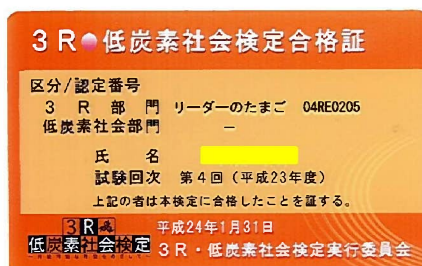 3R●低炭素社会検定合格証
区分/認定番号
3 R 部 門 リーダーのたまご 04RE0205
低炭素社会部門 －
氏 名
試験回次 第4回（平成23年度）
上記の者は本検定に合格したことを証する。
3R
低炭素社会検定
平成24年1月31日
3R・低炭素社会検定実行委員会